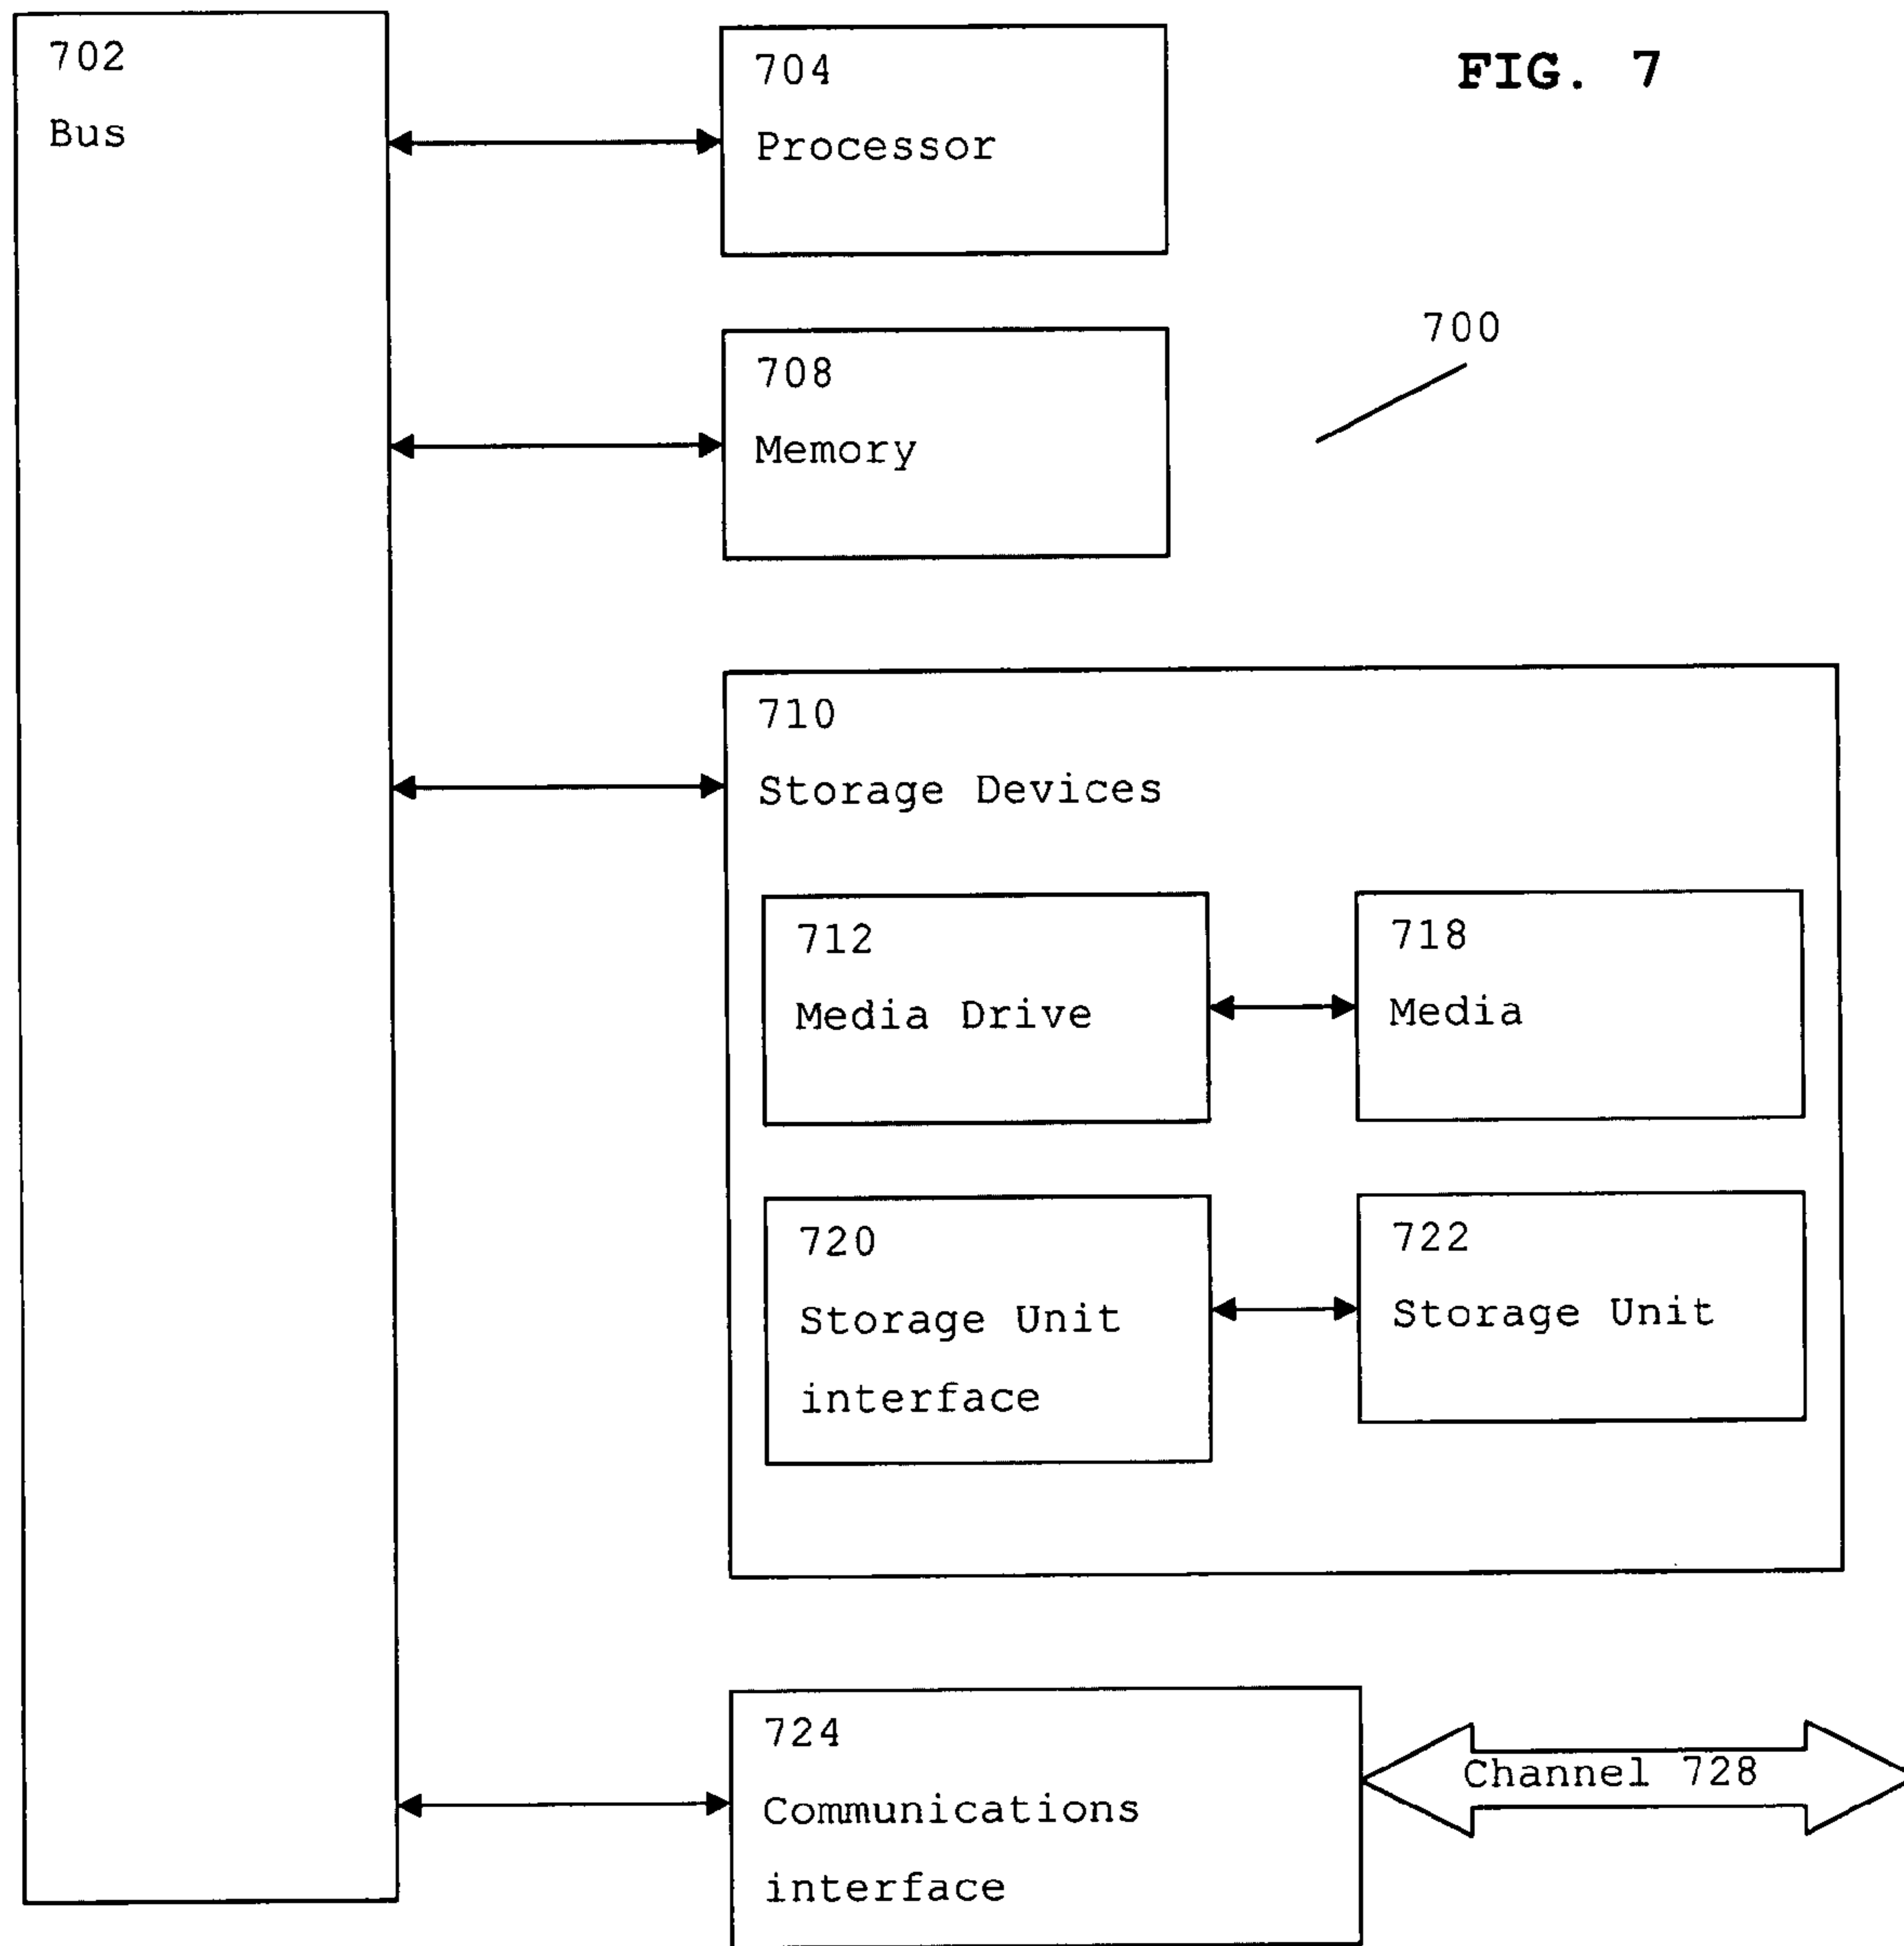 702
Bus
704
Processor
FIG. 7
700
708
Memory
710
Storage Devices
712
Media Drive
718
Media
720
Storage Unit
interface
722
Storage Unit
724
Communications
interface
Channel 728